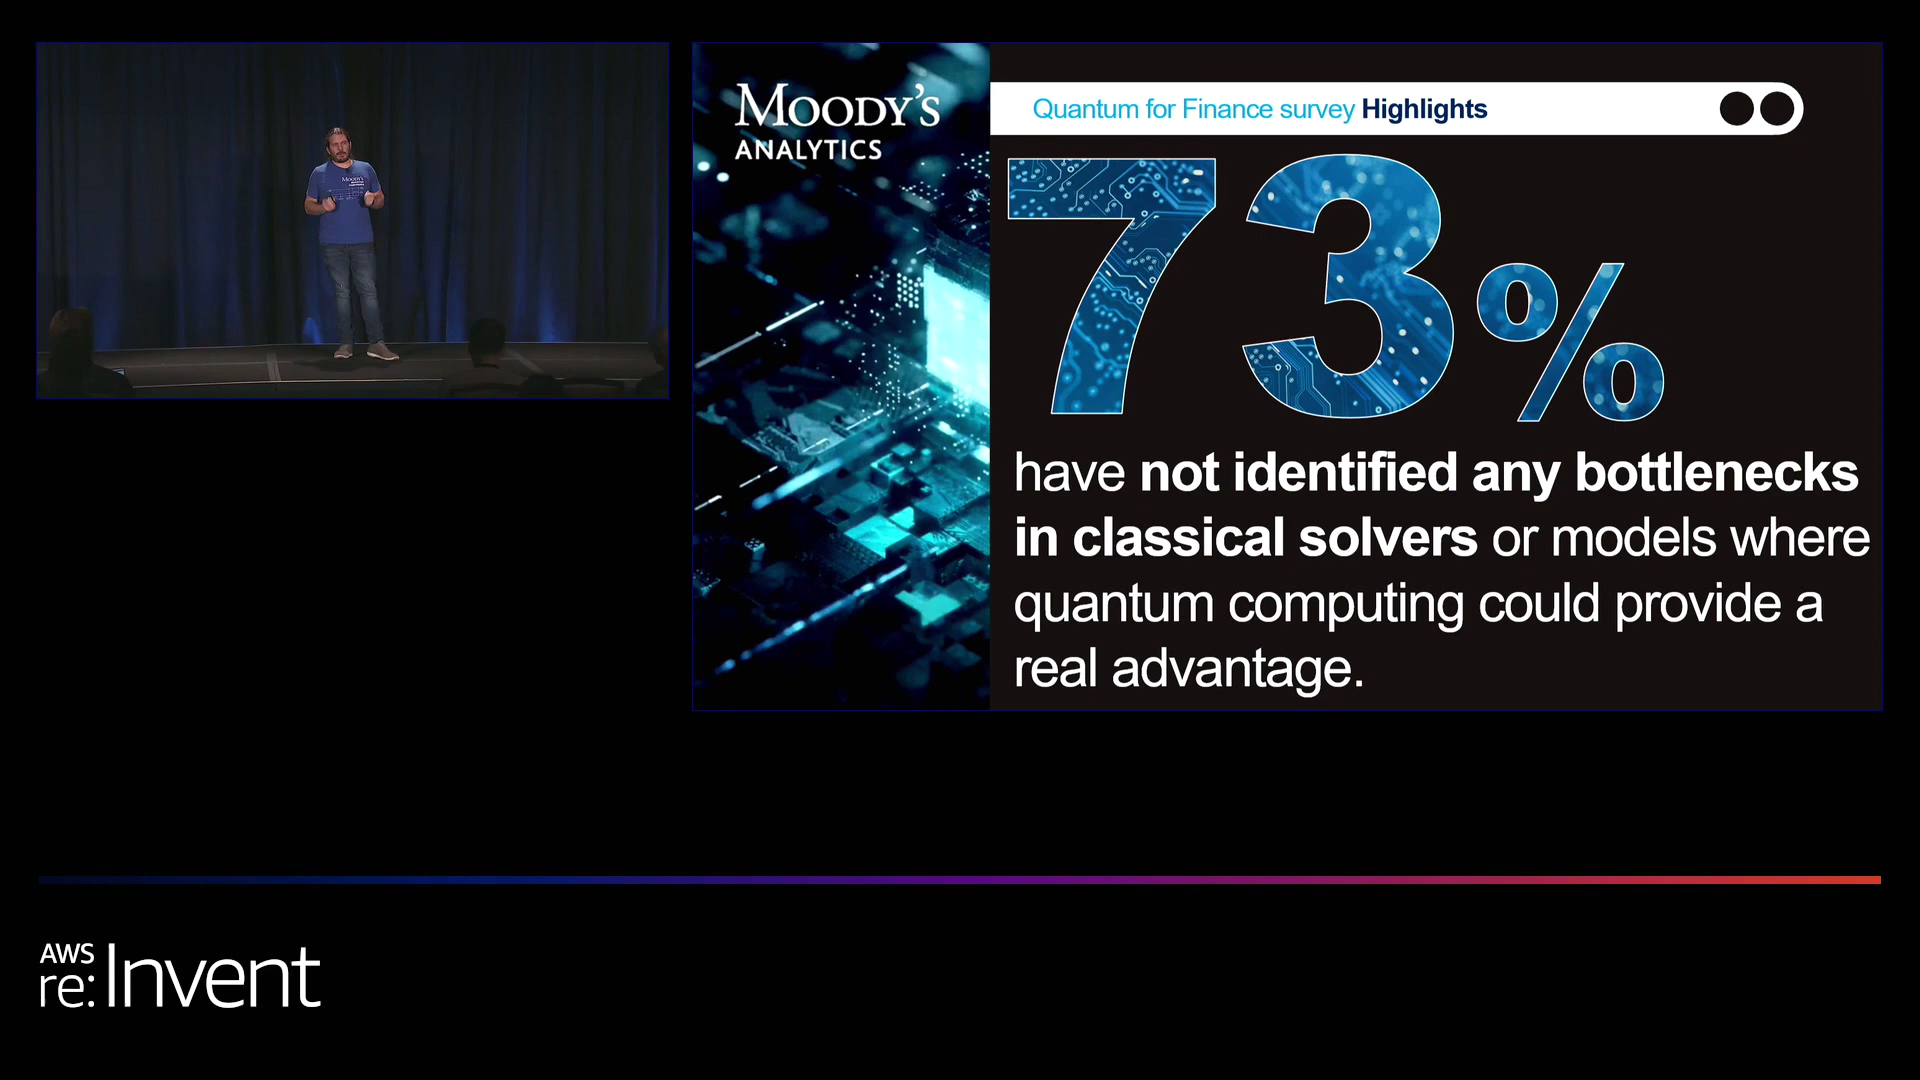 Moody's
MOODY'S
ANALYTICS
Quantum for Finance survey Highlights
73%
have not identified any bottlenecks
in classical solvers or models where
quantum computing could provide a
real advantage.
AWS
re:Invent